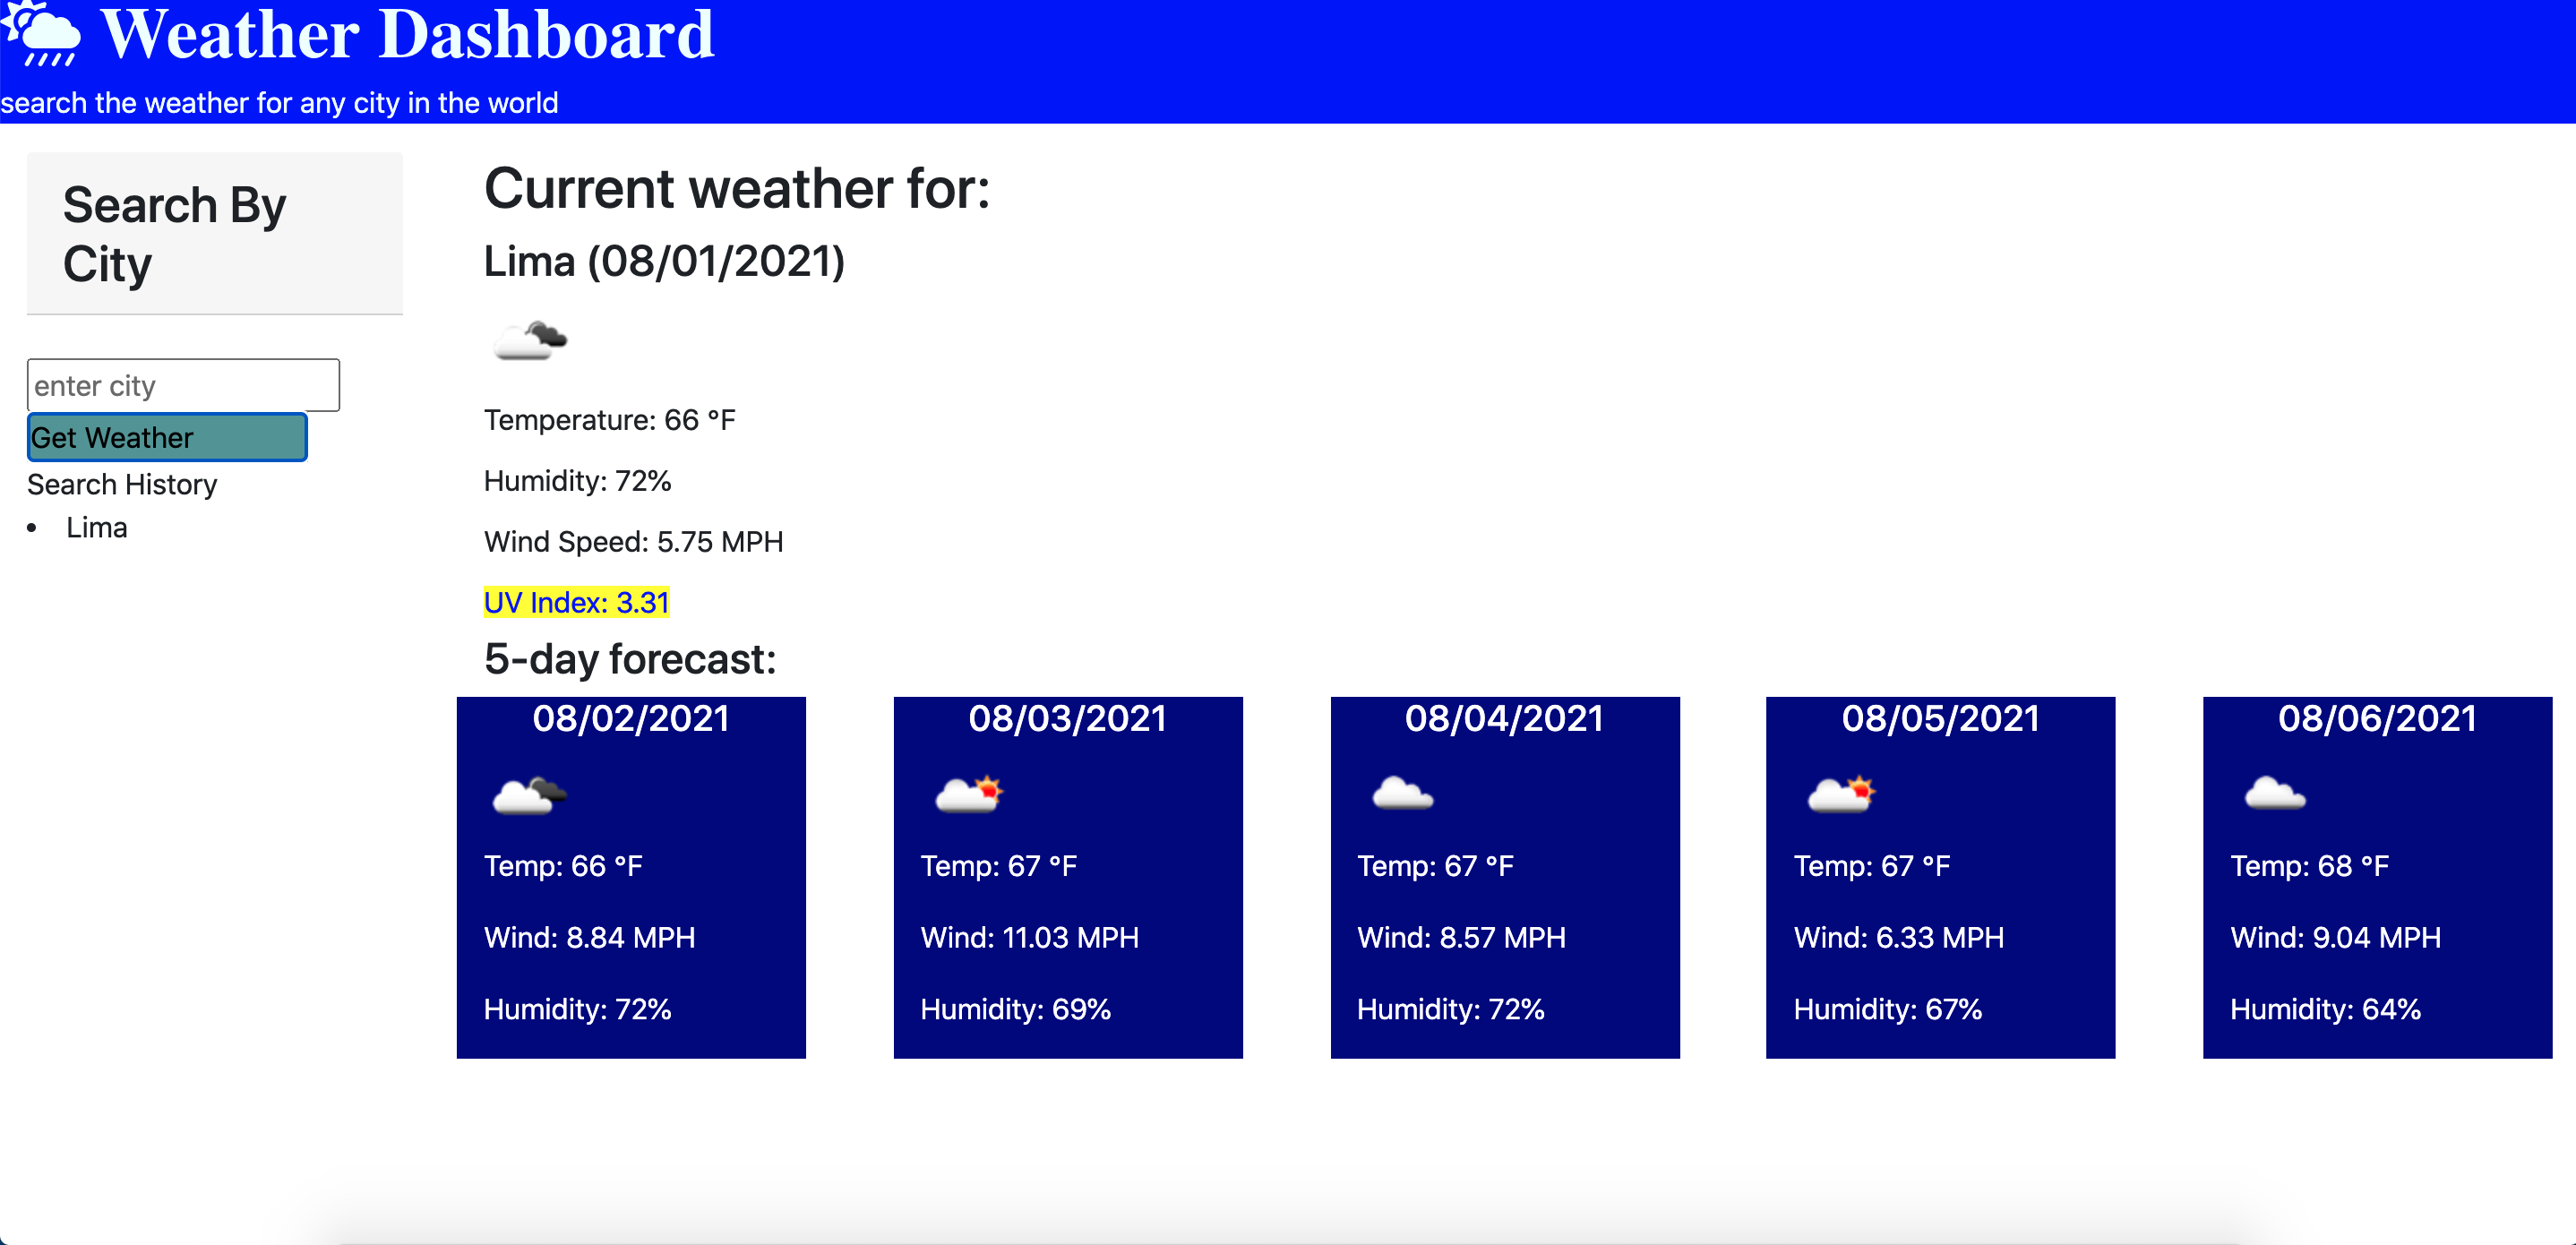 Weather Dashboard
search the weather for any city in the world
Search By
City
enter city
Get Weather
Search History
Lima
Current weather for:
Lima (08/01/2021)
Temperature: 66 °F
Humidity: 72%
Wind Speed: 5.75 MPH
UV Index: 3.31
5-day forecast:
08/02/2021
Temp: 66 °F
Wind: 8.84 MPH
Humidity: 72%
08/03/2021
Temp: 67 °F
Wind: 11.03 MPH
Humidity: 69%
08/04/2021
Temp: 67 °F
Wind: 8.57 MPH
Humidity: 72%
08/05/2021
Temp: 67 °F
Wind: 6.33 MPH
Humidity: 67%
08/06/2021
Temp: 68 °F
Wind: 9.04 MPH
Humidity: 64%